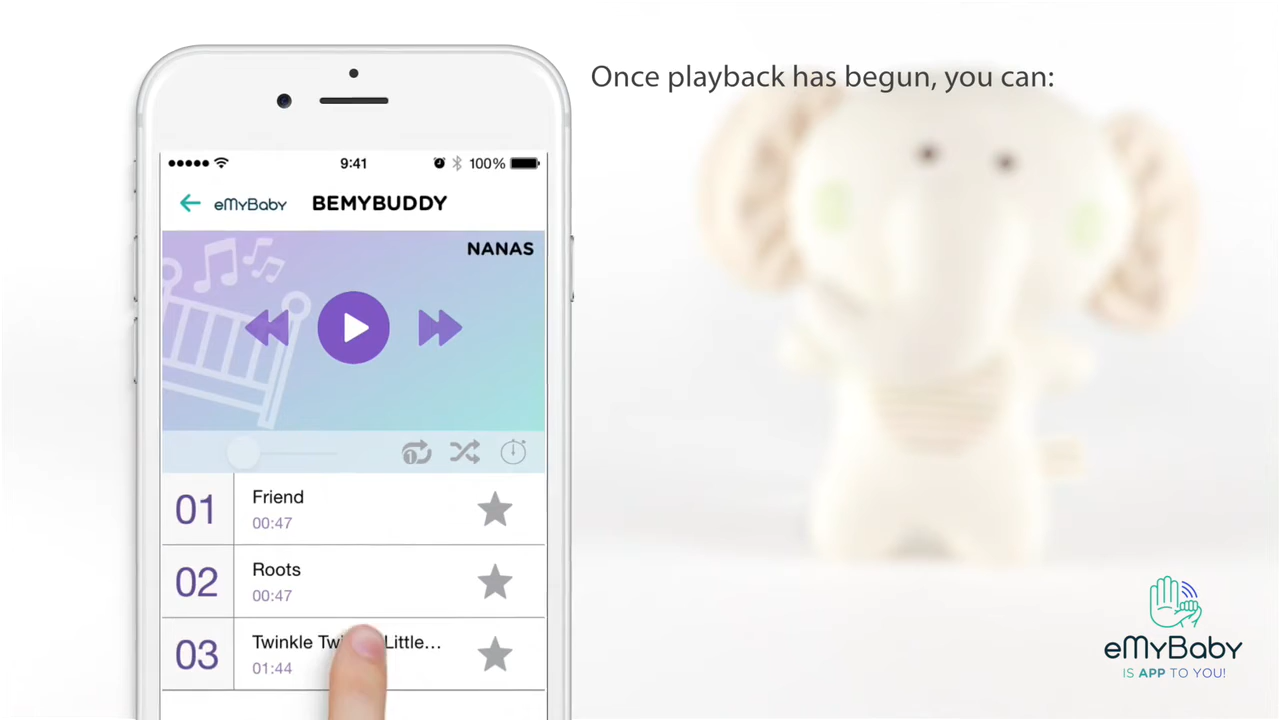 Once playback has begun, you can:
9:41
100%
eMyBaby
BEMYBUDDY
NANAS
1
01
Friend
00:47
02
Roots
00:47
03
Twinkle Tw Little...
01:44
eMyBaby
IS APP TO YOU!